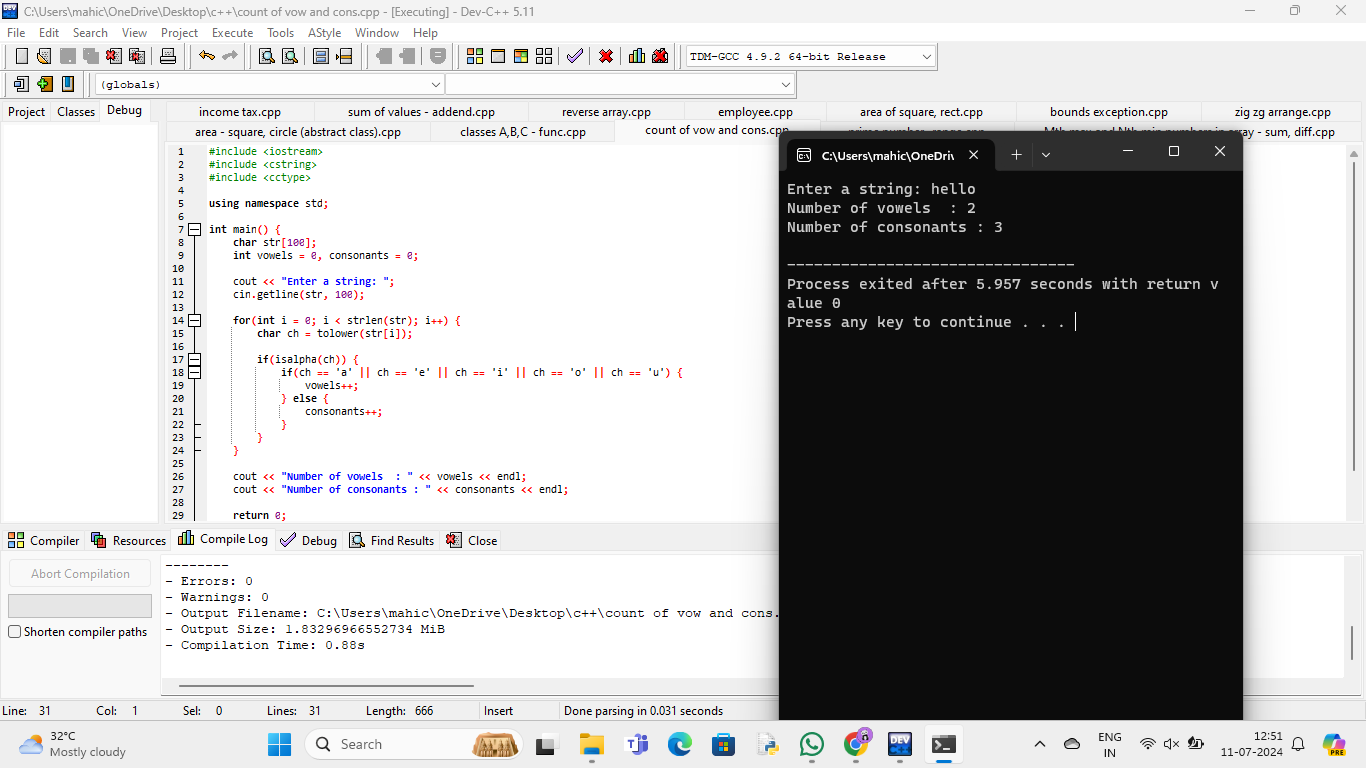 C:\Users\mahic\OneDrive\Desktop\c++\count of vow and cons.cpp - [Executing] - Dev-C++ 5.11
File Edit Search View Project Execute Tools AStyle Window Help
TDM-GCC 4.9.2 64-bit Release
(globals)
Project Classes Debug
income tax.cpp sum of values - addend.cpp reverse array.cpp employee.cpp area of square, rect.cpp bounds exception.cpp zig zg arrange.cpp
area - square, circle (abstract class).cpp classes A,B,C - func.cpp count of vow and cons.cpp ay - sum, diff.cpp
1 #include <iostream>
2 #include <cstring>
3 #include <cctype>
4
5 using namespace std;
6
7 int main() {
8 char str[100];
9 int vowels = 0, consonants = 0;
10
11 cout << "Enter a string: ";
12 cin.getline(str, 100);
13
14 for(int i = 0; i < strlen(str); i++) {
15 char ch = tolower(str[i]);
16
17 if(isalpha(ch)) {
18 if(ch == 'a' || ch == 'e' || ch == 'i' || ch == 'o' || ch == 'u') {
19 vowels++;
20 } else {
21 consonants++;
22 }
23 }
24 }
25
26 cout << "Number of vowels  : " << vowels << endl;
27 cout << "Number of consonants : " << consonants << endl;
28
29 return 0;
C:\Users\mahic\OneDri
Enter a string: hello
Number of vowels  : 2
Number of consonants : 3
--------------------------------
Process exited after 5.957 seconds with return v
alue 0
Press any key to continue . . .
Compiler Resources Compile Log Debug Find Results Close
Abort Compilation
Shorten compiler paths
--------
- Errors: 0
- Warnings: 0
- Output Filename: C:\Users\mahic\OneDrive\Desktop\c++\count of vow and cons.
- Output Size: 1.83296966552734 MiB
- Compilation Time: 0.88s
Line: 31 Col: 1 Sel: 0 Lines: 31 Length: 666 Insert Done parsing in 0.031 seconds
32°C
Mostly cloudy
Search
DEV
PRE
ENG
IN
12:51
11-07-2024